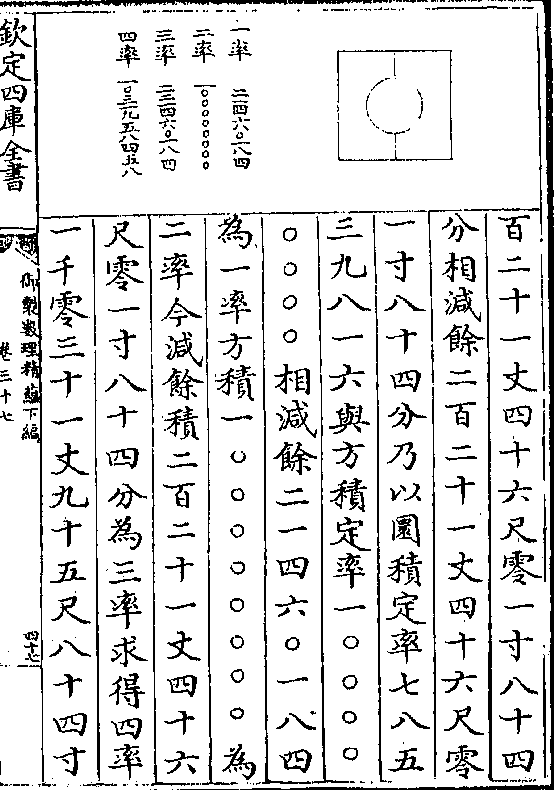 一率 二一四六〇一八四
二率 一〇〇〇〇〇〇〇〇
三率 二二一四六〇一八四
四率 一〇三一九五八四五八
百二十一丈四十六尺零一寸八十四
分相減餘二百二十一丈四十六尺零
一寸八十四分乃以圓積定率七八五
三九八一六與方積定率一〇〇〇〇
〇〇〇〇相減餘二一四六〇一八四
為一率方積一〇〇〇〇〇〇〇〇為
二率今減餘積二百二十一丈四十六
尺零一寸八十四分為三率求得四率
一千零三十一丈九十五尺八十四寸
欽定四庫全書
御製數理精蘊下編
卷三十七
四十七